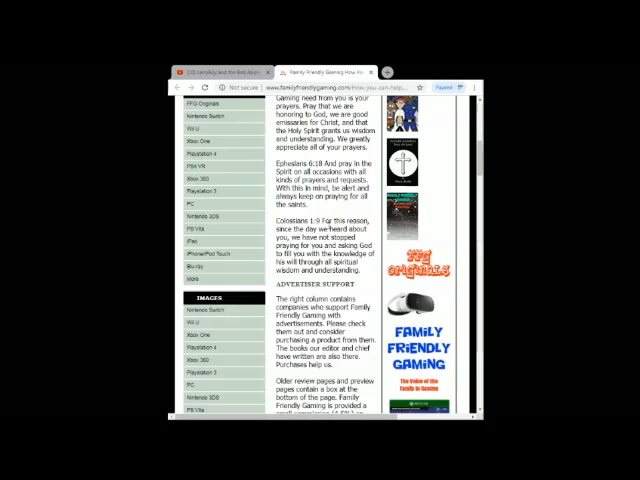 Family Friendly Gaming How Yo
Not secure
www.familyfriendlygaming.com/How-you-can-help...
Paused
FFG Originals
Nintendo Switch
Wii U
Xbox One
Playstation 4
PS4 VR
Xbox 360
Playstation 3
PC
Nintendo 3DS
PS Vita
iPad
iPhone/iPod Touch
Blu-ray
More
IMAGES
Nintendo Switch
Wii U
Xbox One
Playstation 4
Xbox 360
Playstation 3
PC
Nintendo 3DS
PS Vita
Gaming need from you is your
prayers. Pray that we are
honoring to God, we are good
emissaries for Christ, and that
the Holy Spirit grants us wisdom
and understanding. We greatly
appreciate all of your prayers.
Ephesians 6:18 And pray in the
Spirit on all occasions with all
kinds of prayers and requests.
With this in mind, be alert and
always keep on praying for all
the saints.
Colossians 1:9 For this reason,
since the day we heard about
you, we have not stopped
praying for you and asking God
to fill you with the knowledge of
his will through all spiritual
wisdom and understanding.
ADVERTISER SUPPORT
The right column contains
companies who support Family
Friendly Gaming with
advertisements. Please check
them out and consider
purchasing a product from them.
The books our editor and chief
have written are also there.
Purchases help us.
Older review pages and preview
pages contain a box at the
bottom of the page. Family
Friendly Gaming is provided a
FFG
ORIGINALS
FAMILY
FRIENDLY
GAMING
The Voice of the
Family in Gaming